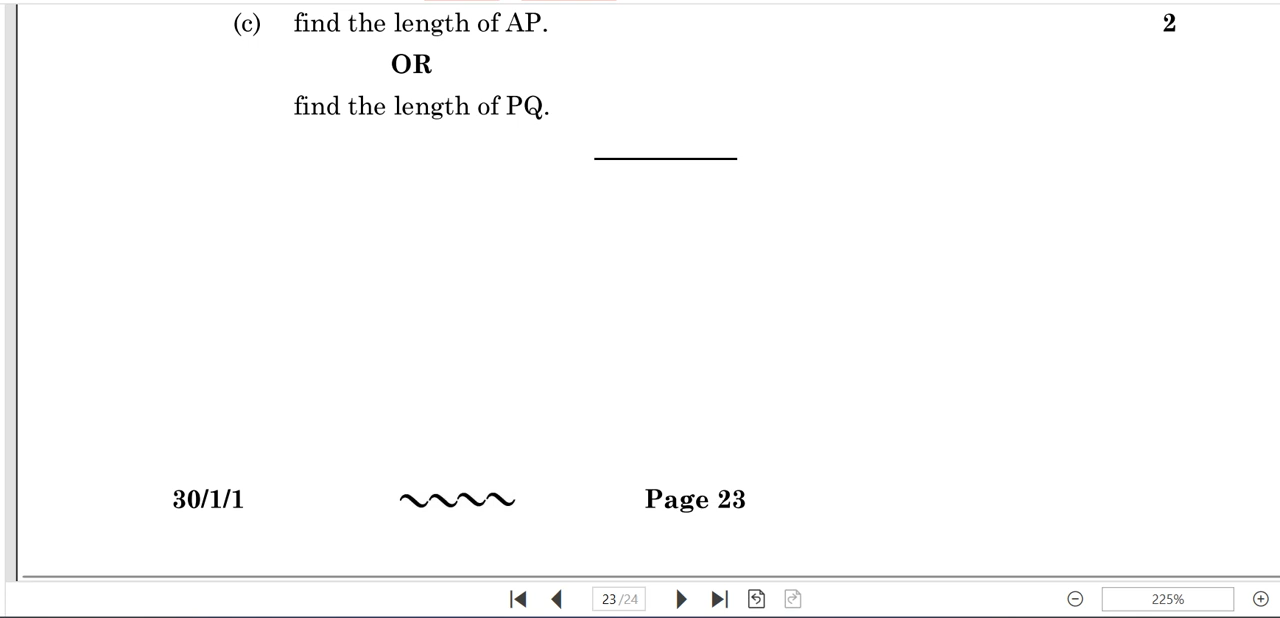 (c) find the length of AP. 2
OR
find the length of PQ.
30/1/1 Page 23
23 /24 225%